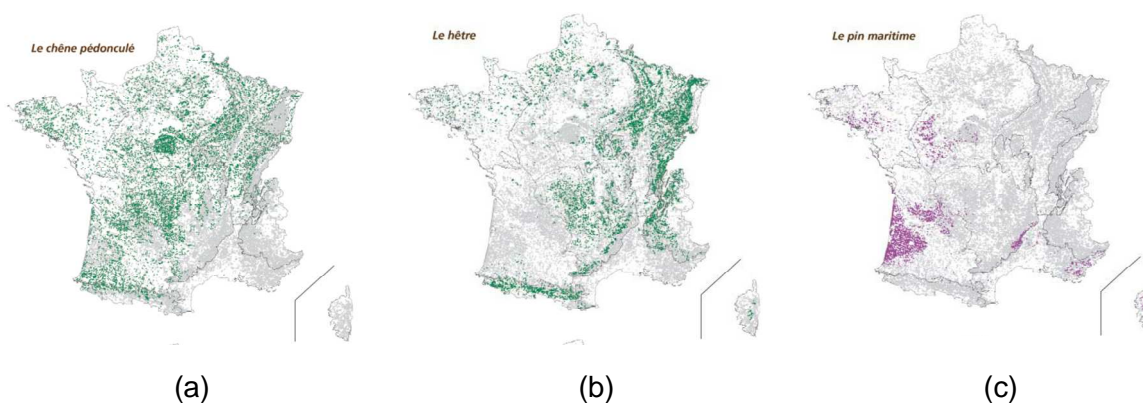 Le chêne pédonculé
Le hêtre
Le pin maritime
(a)
(b)
(c)